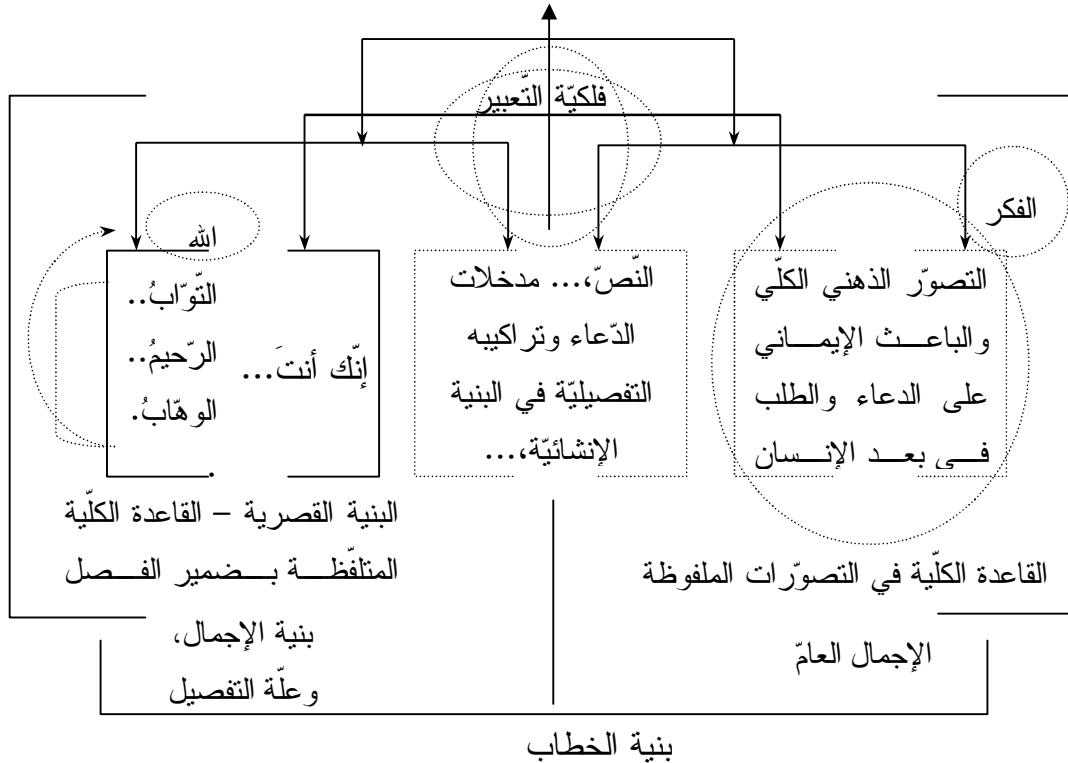 فلكيّة التّعبير
الفكر
التصوّر الذهني الكلّي
والباعث الإيماني
على الدعاء والطلب
في بعد الإنسان
القاعدة الكلّية في التصوّرات الملفوظة
الإجمال العامّ
النّصّ،... مدخلات
الدّعاء وتراكيبه
التفصيليّة في البنية
الإنشائيّة،...
الله
إنّك أنتَ...
التّوّابُ..
الرّحيمُ..
الوهّابُ.
.
البنية القصرية – القاعدة الكلّية
المتلفّظة بضمير الفصل
بنية الإجمال،
وعلّة التفصيل
بنية الخطاب